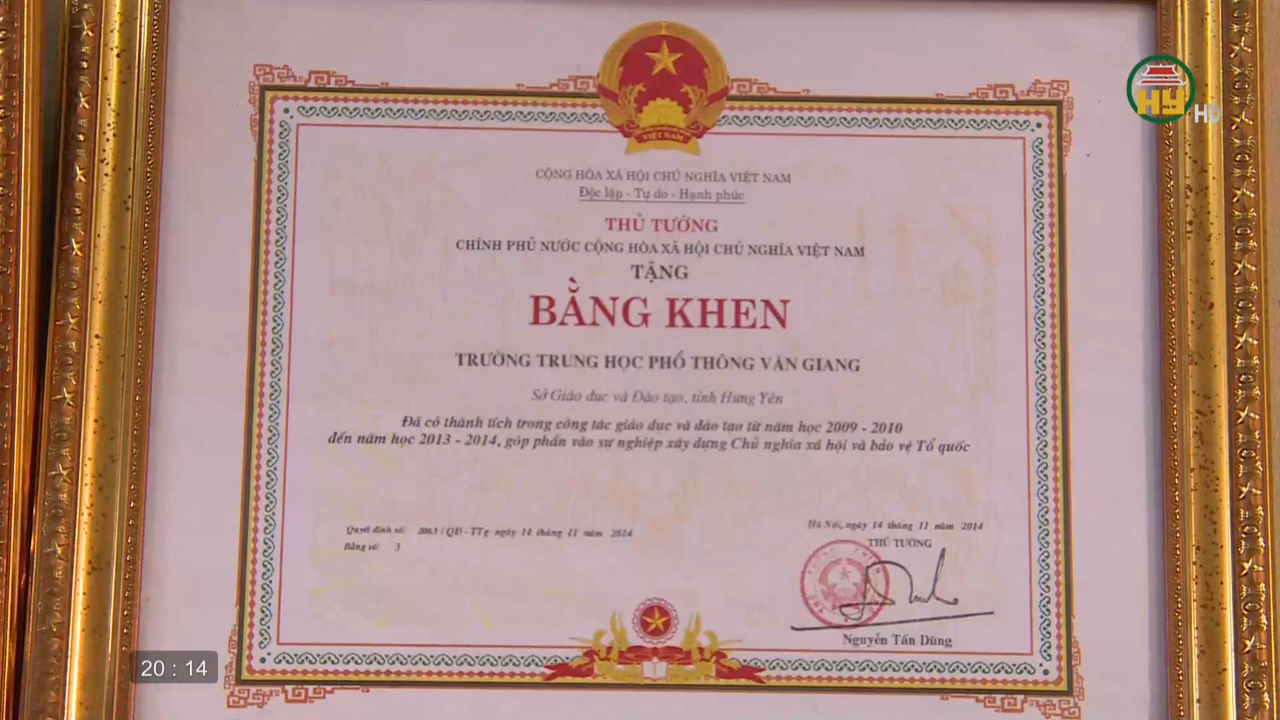 VIỆT NAM
HY HD
CỘNG HÒA XÃ HỘI CHỦ NGHĨA VIỆT NAM
Độc lập - Tự do - Hạnh phúc
THỦ TƯỚNG
CHÍNH PHỦ NƯỚC CỘNG HÒA XÃ HỘI CHỦ NGHĨA VIỆT NAM
TẶNG
BẰNG KHEN
TRƯỜNG TRUNG HỌC PHỔ THÔNG VĂN GIANG
Sở Giáo dục và Đào tạo, tỉnh Hưng Yên
Đã có thành tích trong công tác giáo dục và đào tạo từ năm học 2009 - 2010
đến năm học 2013 - 2014, góp phần vào sự nghiệp xây dựng Chủ nghĩa xã hội và bảo vệ Tổ quốc
Quyết định số: /QĐ - TTg ngày 14 tháng 11 năm 2014
Bằng số: 3
Hà Nội, ngày 14 tháng 11 năm 2014
THỦ TƯỚNG
Nguyễn Tấn Dũng
20 : 14